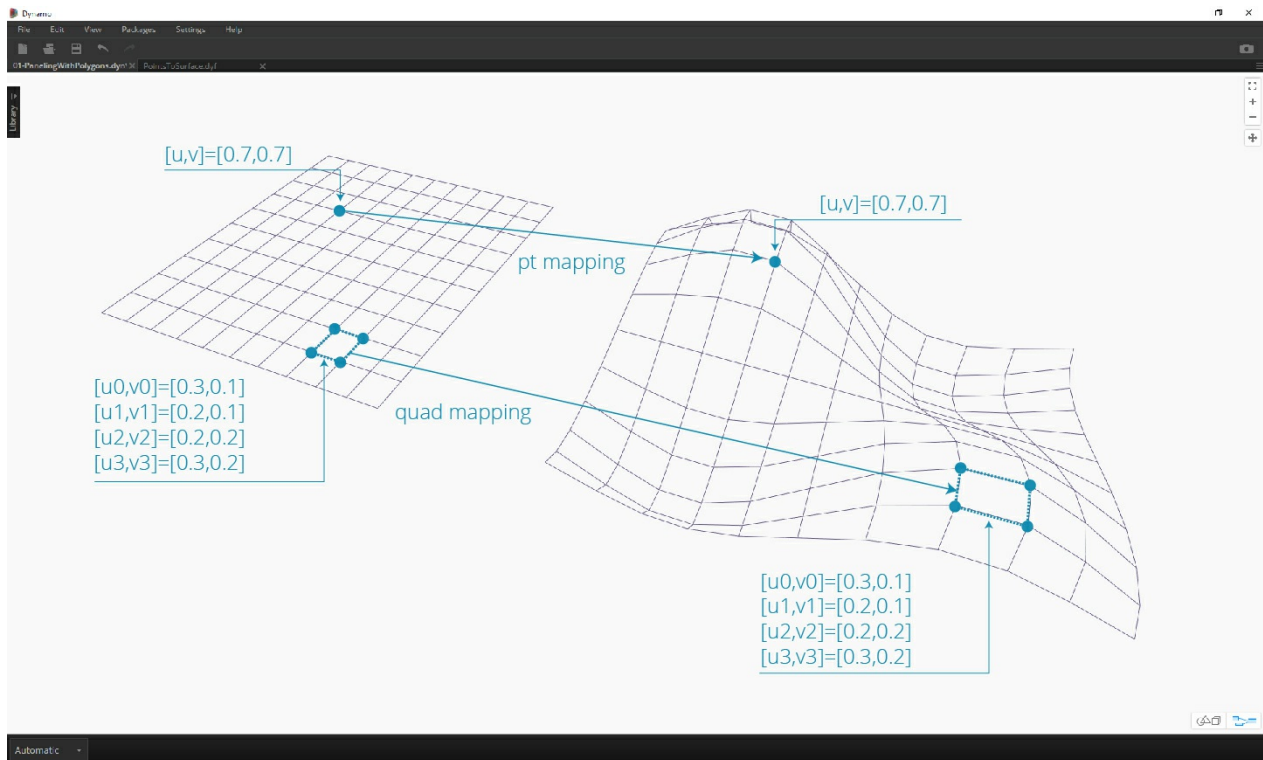 Dynamo
File Edit View Packages Settings Help
01-PanelingWithPolygons.dyn* PointsToSurface.dyf
Library
[u,v]=[0.7,0.7]
[u,v]=[0.7,0.7]
pt mapping
[u0,v0]=[0.3,0.1]
[u1,v1]=[0.2,0.1]
[u2,v2]=[0.2,0.2]
[u3,v3]=[0.3,0.2]
quad mapping
[u0,v0]=[0.3,0.1]
[u1,v1]=[0.2,0.1]
[u2,v2]=[0.2,0.2]
[u3,v3]=[0.3,0.2]
Automatic